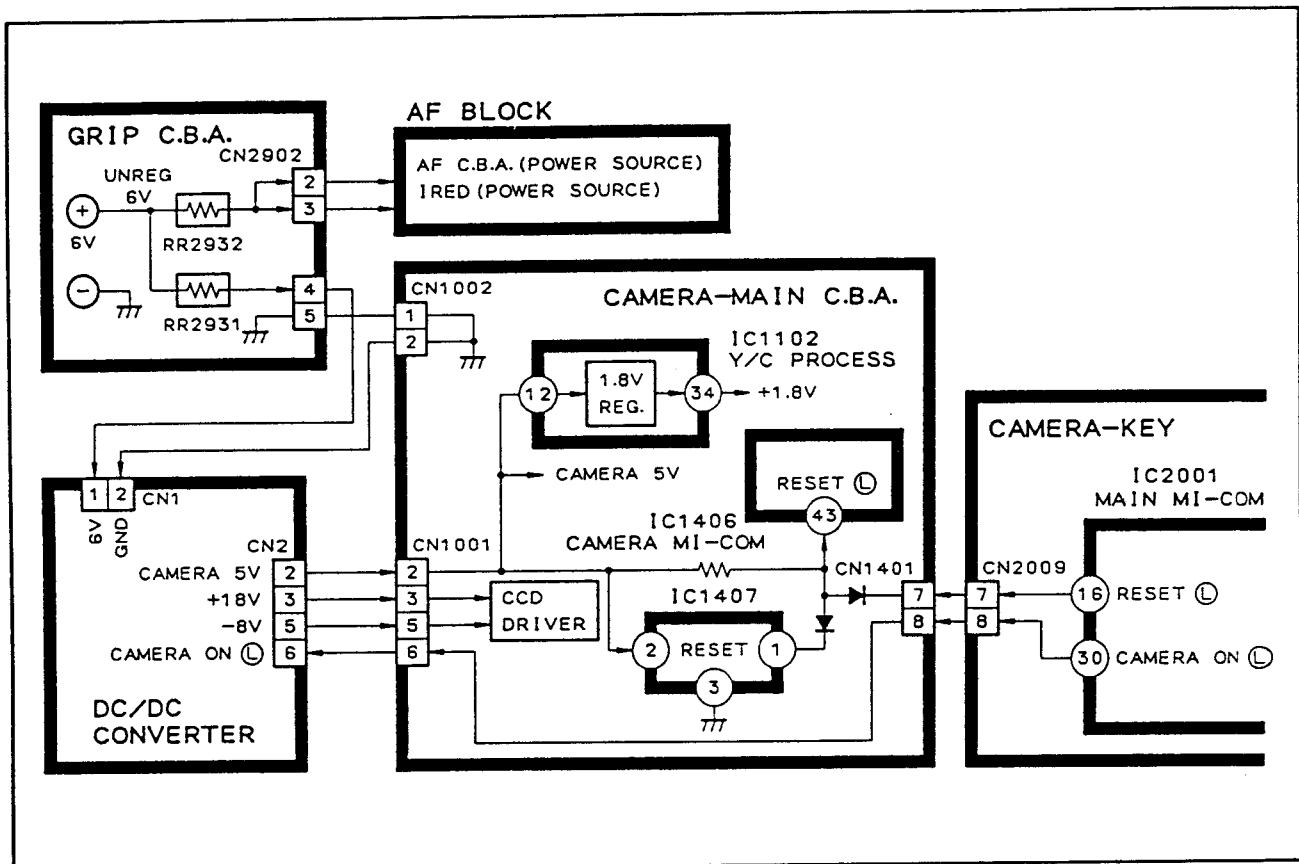 GRIP C.B.A.
CN2902
UNREG
6V
+
6V
RR2932
2
3
-
RR2931
4
5
AF BLOCK
AF C.B.A.(POWER SOURCE)
IRED(POWER SOURCE)
CN1002
1
2
CAMERA-MAIN C.B.A.
IC1102
Y/C PROCESS
12
1.8V
REG.
34
+1.8V
CAMERA 5V
RESET L
43
IC1406
CAMERA MI-COM
CN1401
7
8
IC1407
2
RESET
1
3
CN1001
2
3
5
6
CCD
DRIVER
1
2
CN1
6V
GND
CN2
CAMERA 5V
2
+18V
3
-8V
5
CAMERA ON L
6
DC/DC
CONVERTER
CAMERA-KEY
IC2001
MAIN MI-COM
CN2009
7
8
16
RESET L
30
CAMERA ON L